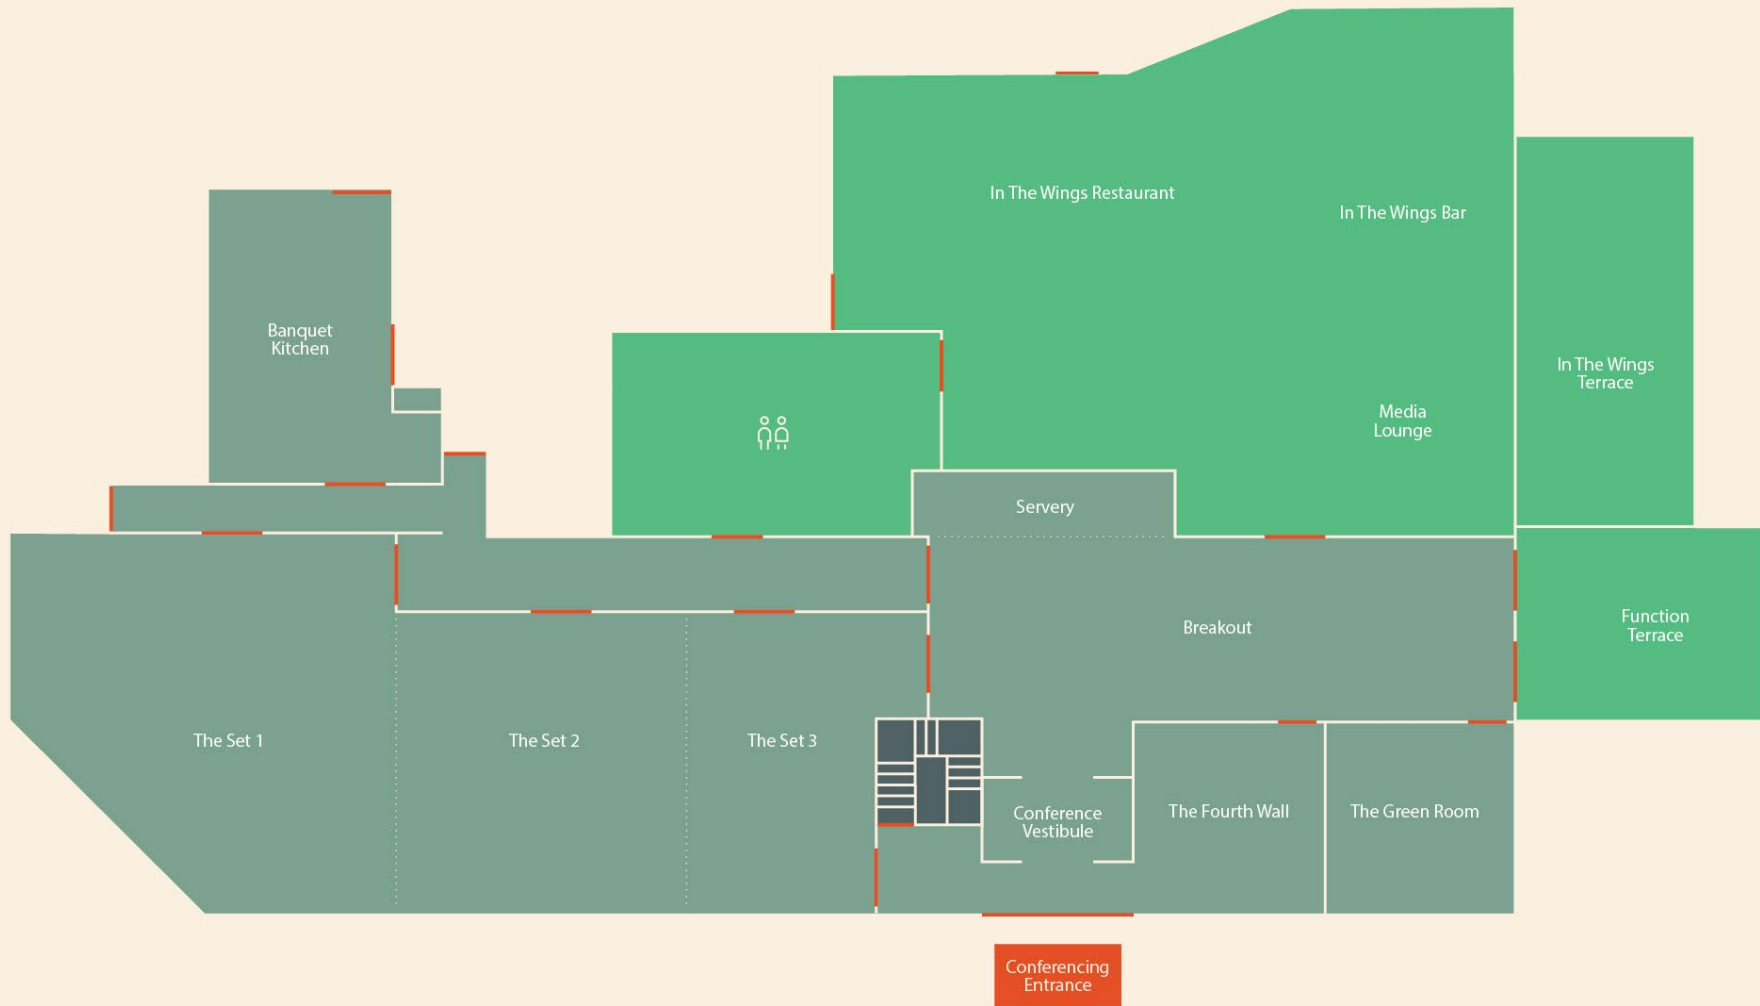 In The Wings Restaurant
In The Wings Bar
Banquet
Kitchen
In The Wings
Terrace
Media
Lounge
Servery
Function
Terrace
Breakout
The Set 1
The Set 2
The Set 3
Conference
Vestibule
The Fourth Wall
The Green Room
Conferencing
Entrance